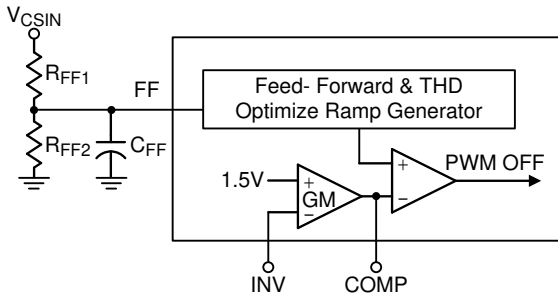 VCSIN
RFF1
FF
RFF2
CFF
Feed- Forward & THD
Optimize Ramp Generator
1.5V
+
GM
−
+
−
PWM OFF
INV
COMP